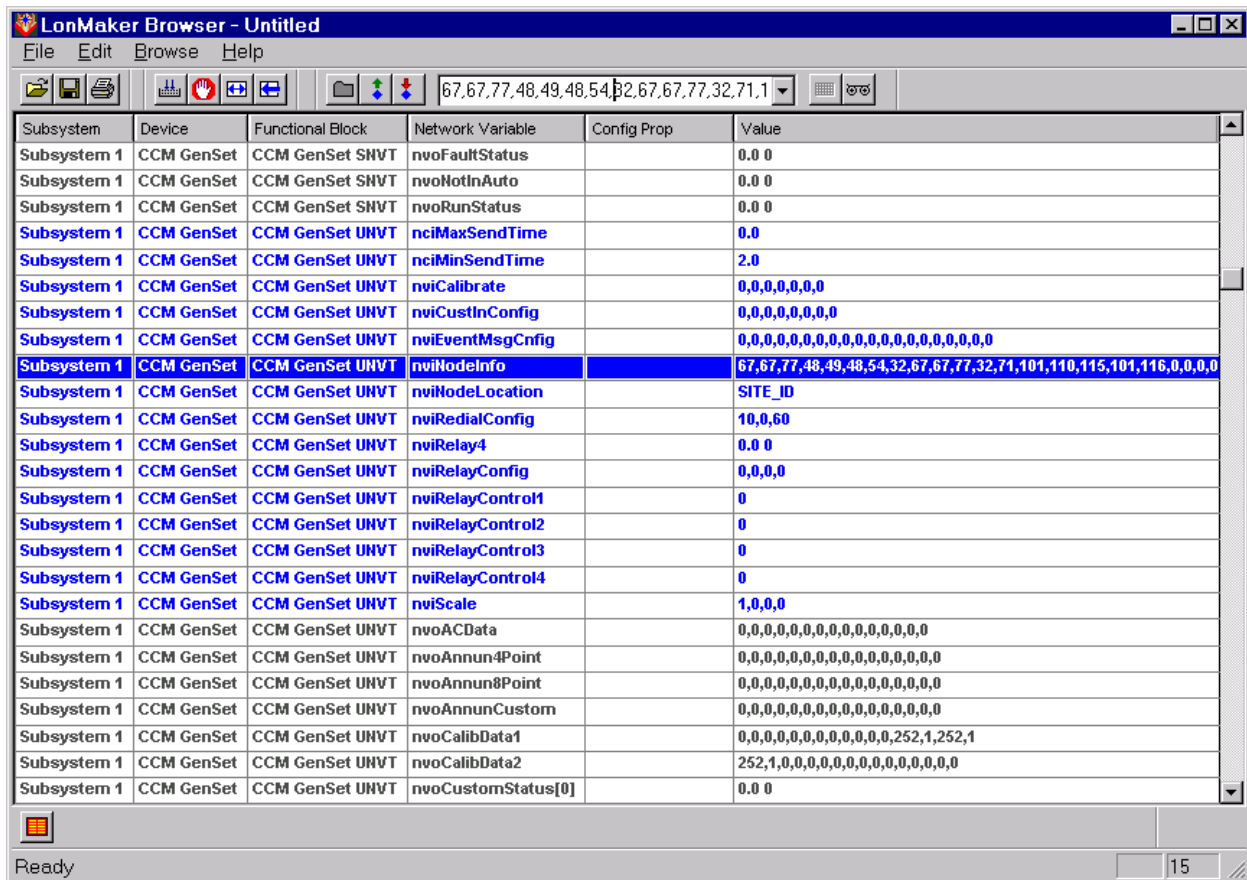 LonMaker Browser - Untitled
File Edit Browse Help
67,67,77,48,49,48,54,32,67,67,77,32,71,1
Subsystem Device Functional Block Network Variable Config Prop Value
Subsystem 1 CCM GenSet CCM GenSet SNVT nvoFaultStatus 0.0 0
Subsystem 1 CCM GenSet CCM GenSet SNVT nvoNotInAuto 0.0 0
Subsystem 1 CCM GenSet CCM GenSet SNVT nvoRunStatus 0.0 0
Subsystem 1 CCM GenSet CCM GenSet UNVT nciMaxSendTime 0.0
Subsystem 1 CCM GenSet CCM GenSet UNVT nciMinSendTime 2.0
Subsystem 1 CCM GenSet CCM GenSet UNVT nviCalibrate 0,0,0,0,0,0,0
Subsystem 1 CCM GenSet CCM GenSet UNVT nviCustInConfig 0,0,0,0,0,0,0,0
Subsystem 1 CCM GenSet CCM GenSet UNVT nviEventMsgCnfig 0,0,0,0,0,0,0,0,0,0,0,0,0,0,0,0,0,0,0,0
Subsystem 1 CCM GenSet CCM GenSet UNVT nviNodeInfo 67,67,77,48,49,48,54,32,67,67,77,32,71,101,110,115,101,116,0,0,0,0
Subsystem 1 CCM GenSet CCM GenSet UNVT nviNodeLocation SITE_ID
Subsystem 1 CCM GenSet CCM GenSet UNVT nviRedialConfig 10,0,60
Subsystem 1 CCM GenSet CCM GenSet UNVT nviRelay4 0.0 0
Subsystem 1 CCM GenSet CCM GenSet UNVT nviRelayConfig 0,0,0,0
Subsystem 1 CCM GenSet CCM GenSet UNVT nviRelayControl1 0
Subsystem 1 CCM GenSet CCM GenSet UNVT nviRelayControl2 0
Subsystem 1 CCM GenSet CCM GenSet UNVT nviRelayControl3 0
Subsystem 1 CCM GenSet CCM GenSet UNVT nviRelayControl4 0
Subsystem 1 CCM GenSet CCM GenSet UNVT nviScale 1,0,0,0
Subsystem 1 CCM GenSet CCM GenSet UNVT nvoACData 0,0,0,0,0,0,0,0,0,0,0,0,0,0,0
Subsystem 1 CCM GenSet CCM GenSet UNVT nvoAnnun4Point 0,0,0,0,0,0,0,0,0,0,0,0,0,0,0,0
Subsystem 1 CCM GenSet CCM GenSet UNVT nvoAnnun8Point 0,0,0,0,0,0,0,0,0,0,0,0,0,0,0,0
Subsystem 1 CCM GenSet CCM GenSet UNVT nvoAnnunCustom 0,0,0,0,0,0,0,0,0,0,0,0,0,0,0,0
Subsystem 1 CCM GenSet CCM GenSet UNVT nvoCalibData1 0,0,0,0,0,0,0,0,0,0,0,0,252,1,252,1
Subsystem 1 CCM GenSet CCM GenSet UNVT nvoCalibData2 252,1,0,0,0,0,0,0,0,0,0,0,0,0,0,0
Subsystem 1 CCM GenSet CCM GenSet UNVT nvoCustomStatus[0] 0.0 0
Ready 15